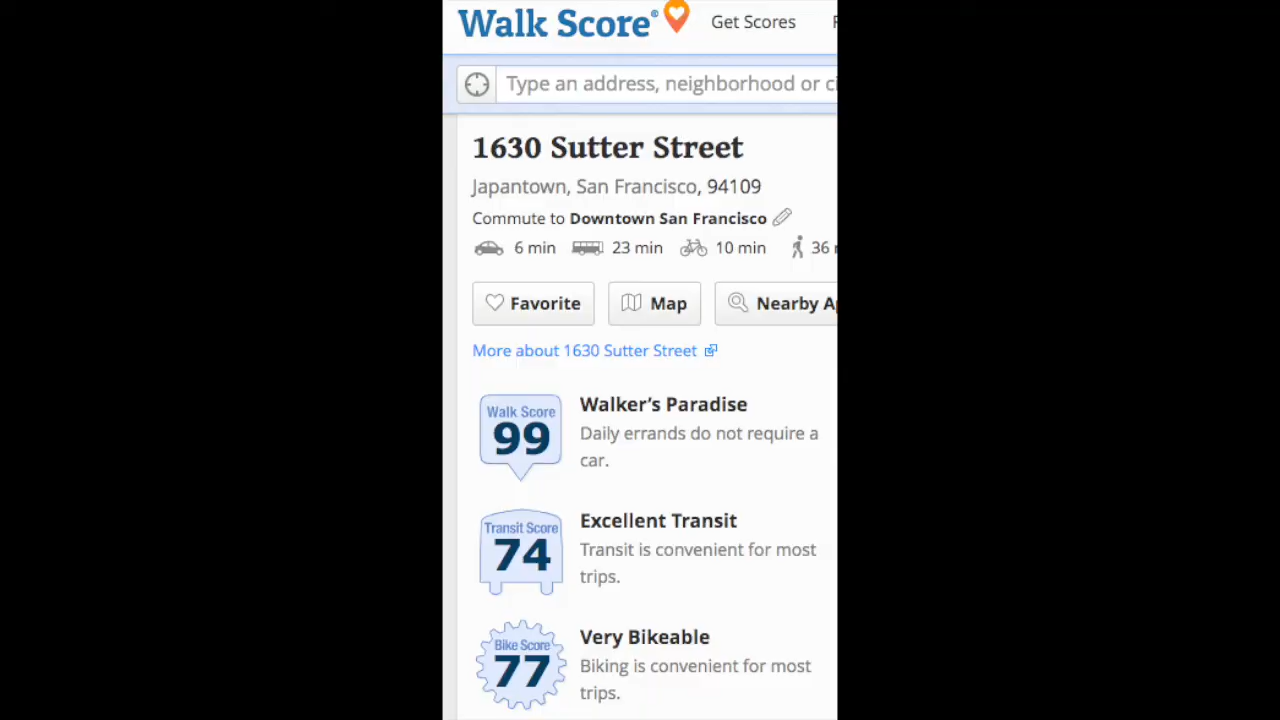 Walk Score®
Get Scores
Type an address, neighborhood or ci
1630 Sutter Street
Japantown, San Francisco, 94109
Commute to Downtown San Francisco
6 min 23 min 10 min 36
Favorite Map Nearby Ap
More about 1630 Sutter Street
Walk Score
99
Walker's Paradise
Daily errands do not require a
car.
Transit Score
74
Excellent Transit
Transit is convenient for most
trips.
Bike Score
77
Very Bikeable
Biking is convenient for most
trips.